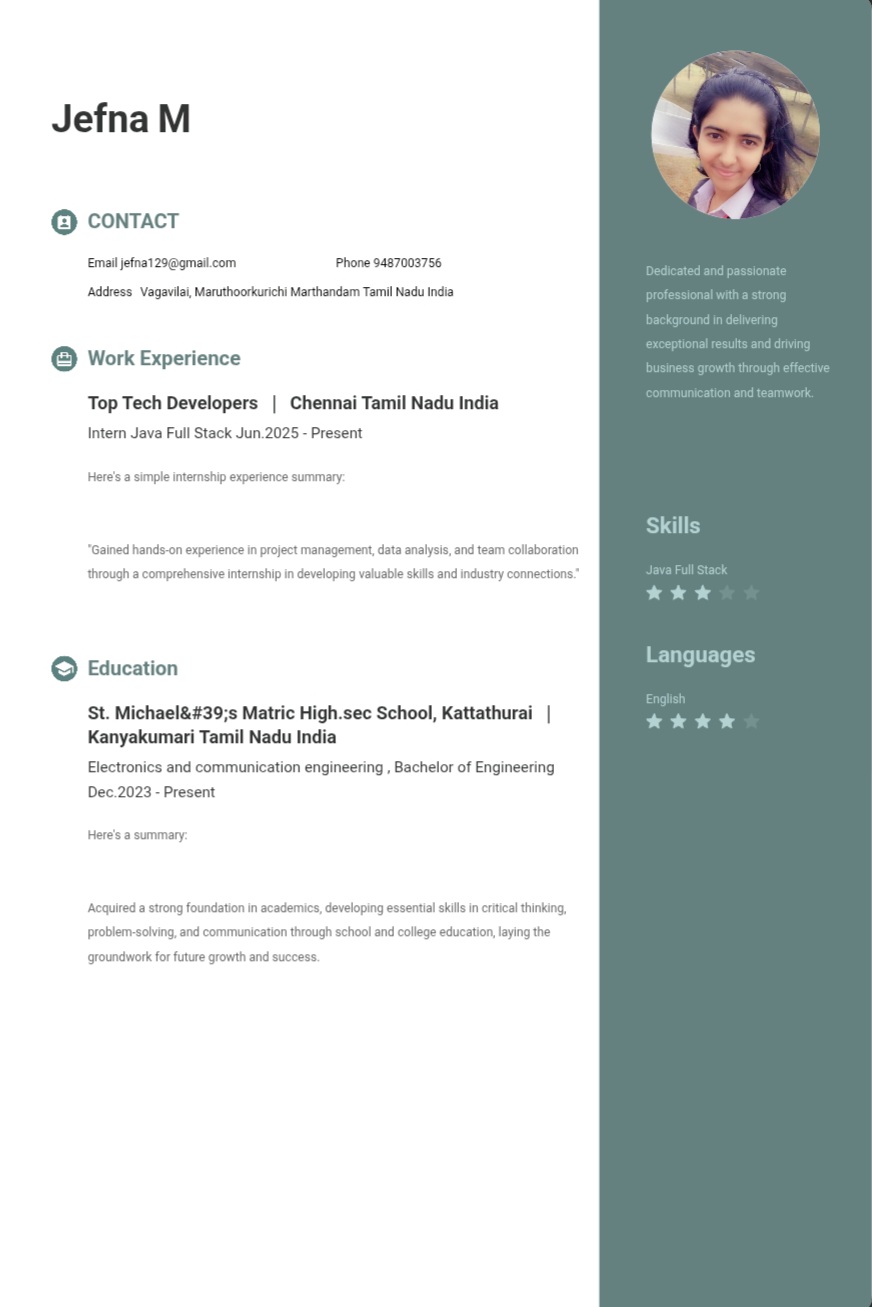 Jefna M
CONTACT
Email jefna129@gmail.com Phone 9487003756
Address Vagavilai, Maruthoorkurichi Marthandam Tamil Nadu India
Work Experience
Top Tech Developers | Chennai Tamil Nadu India
Intern Java Full Stack Jun.2025 - Present
Here's a simple internship experience summary:
"Gained hands-on experience in project management, data analysis, and team collaboration
through a comprehensive internship in developing valuable skills and industry connections."
Education
St. Michael&#39;s Matric High.sec School, Kattathurai |
Kanyakumari Tamil Nadu India
Electronics and communication engineering , Bachelor of Engineering
Dec.2023 - Present
Here's a summary:
Acquired a strong foundation in academics, developing essential skills in critical thinking,
problem-solving, and communication through school and college education, laying the
groundwork for future growth and success.
Dedicated and passionate
professional with a strong
background in delivering
exceptional results and driving
business growth through effective
communication and teamwork.
Skills
Java Full Stack
Languages
English